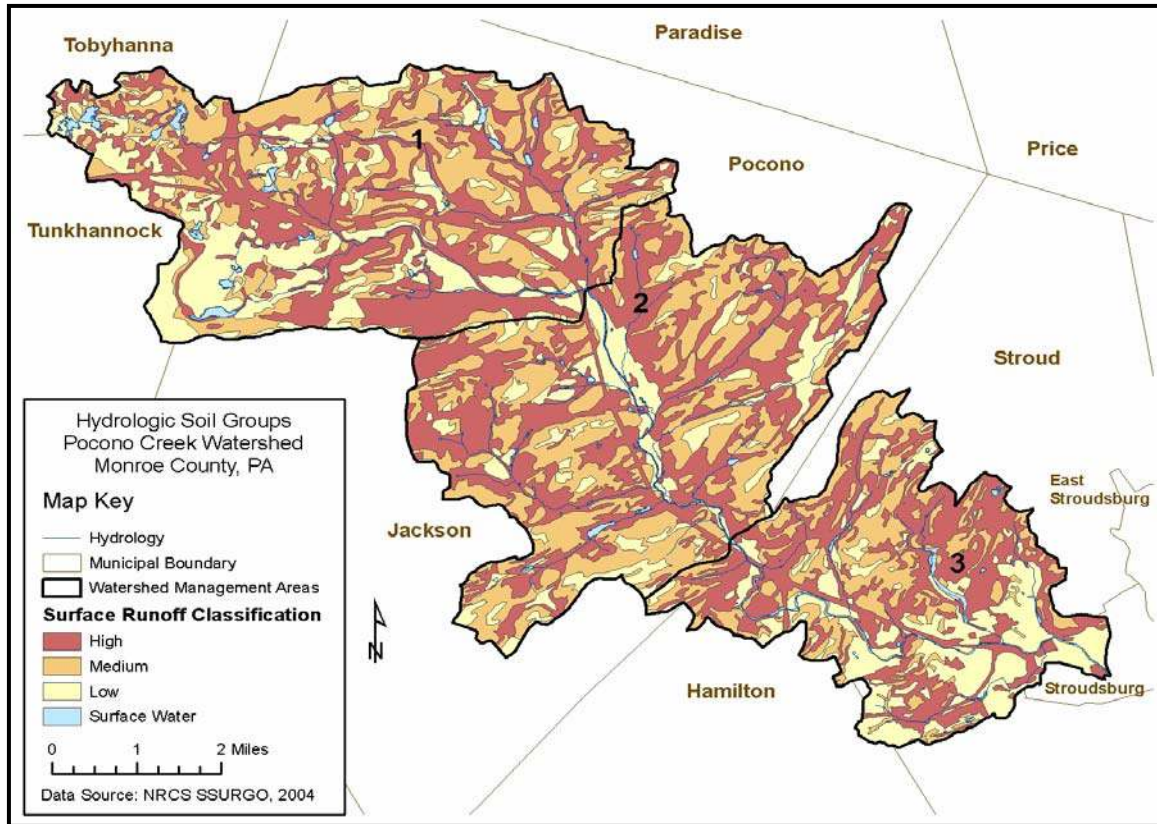 Tobyhanna
Paradise
1
Pocono
Price
Tunkhannock
2
Stroud
Hydrologic Soil Groups
Pocono Creek Watershed
Monroe County, PA
Map Key
Hydrology
Municipal Boundary
Watershed Management Areas
Surface Runoff Classification
High
Medium
Low
Surface Water
0 1 2 Miles
Data Source: NRCS SSURGO, 2004
Jackson
N
East
Stroudsburg
3
Hamilton
Stroudsburg